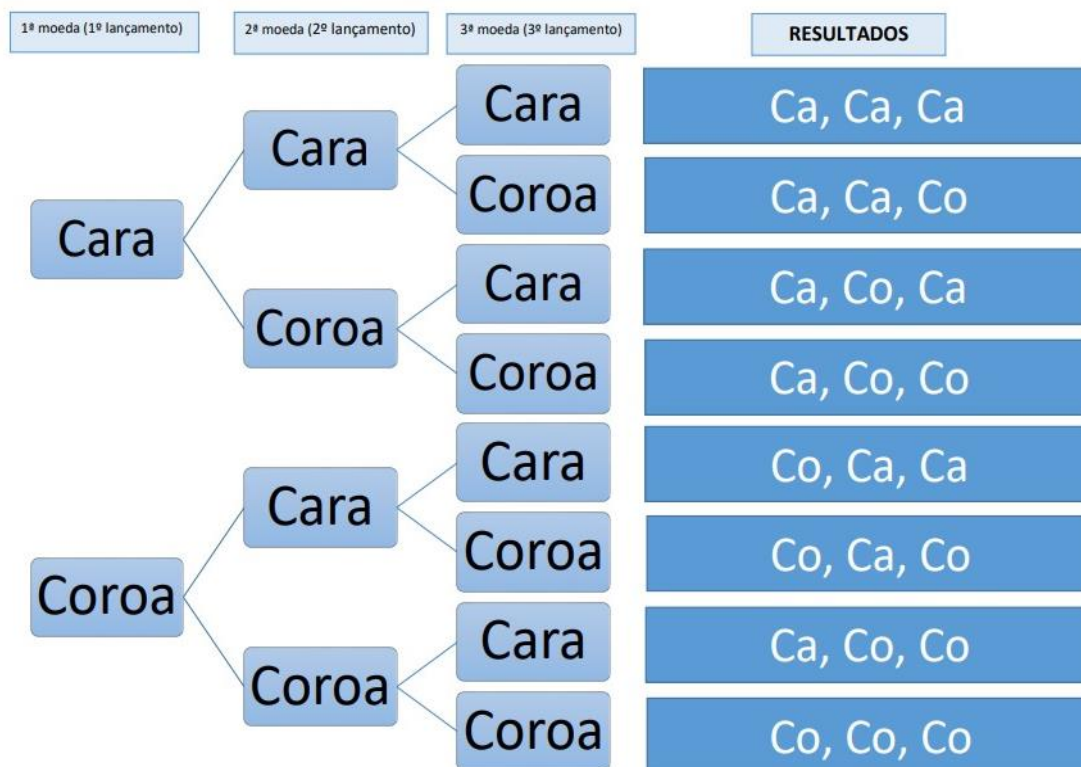 1ª moeda (1º lançamento)
2ª moeda (2º lançamento)
3ª moeda (3º lançamento)
RESULTADOS
Cara
Cara
Cara
Ca, Ca, Ca
Coroa
Ca, Ca, Co
Coroa
Cara
Ca, Co, Ca
Coroa
Ca, Co, Co
Coroa
Cara
Cara
Co, Ca, Ca
Coroa
Co, Ca, Co
Coroa
Cara
Ca, Co, Co
Coroa
Co, Co, Co